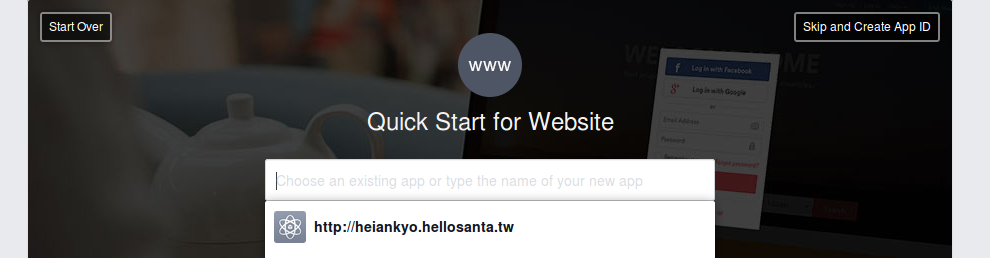 Start Over
Skip and Create App ID
www
Quick Start for Website
Choose an existing app or type the name of your new app
http://heiankyo.hellosanta.tw
Log in with Facebook
Log in with Google
or
Email Address
Password